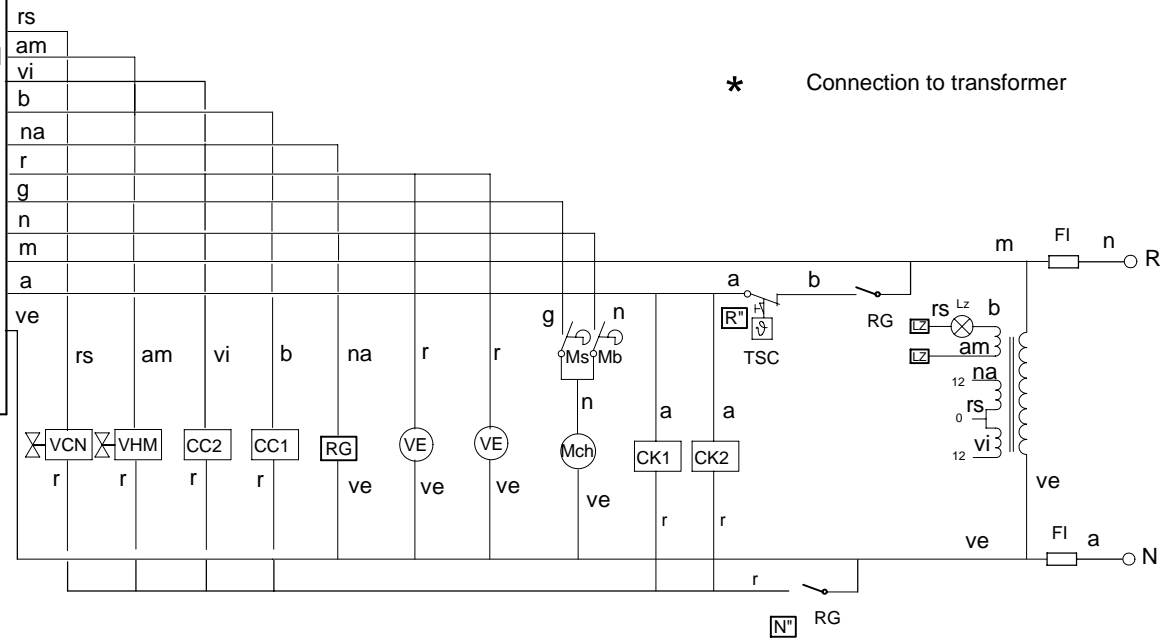 rs
am
vi
b
na
r
g
n
m
a
ve
* Connection to transformer
m FI n R
a b
R" TSC RG
rs Lz b
LZ
LZ am
12 na
rs
0
12 vi
g n
Ms Mb
n
rs am vi b na r r
a a
VCN VHM CC2 CC1 RG VE VE Mch CK1 CK2
r r r r ve ve ve ve
r r
ve
ve FI a N
r
N" RG